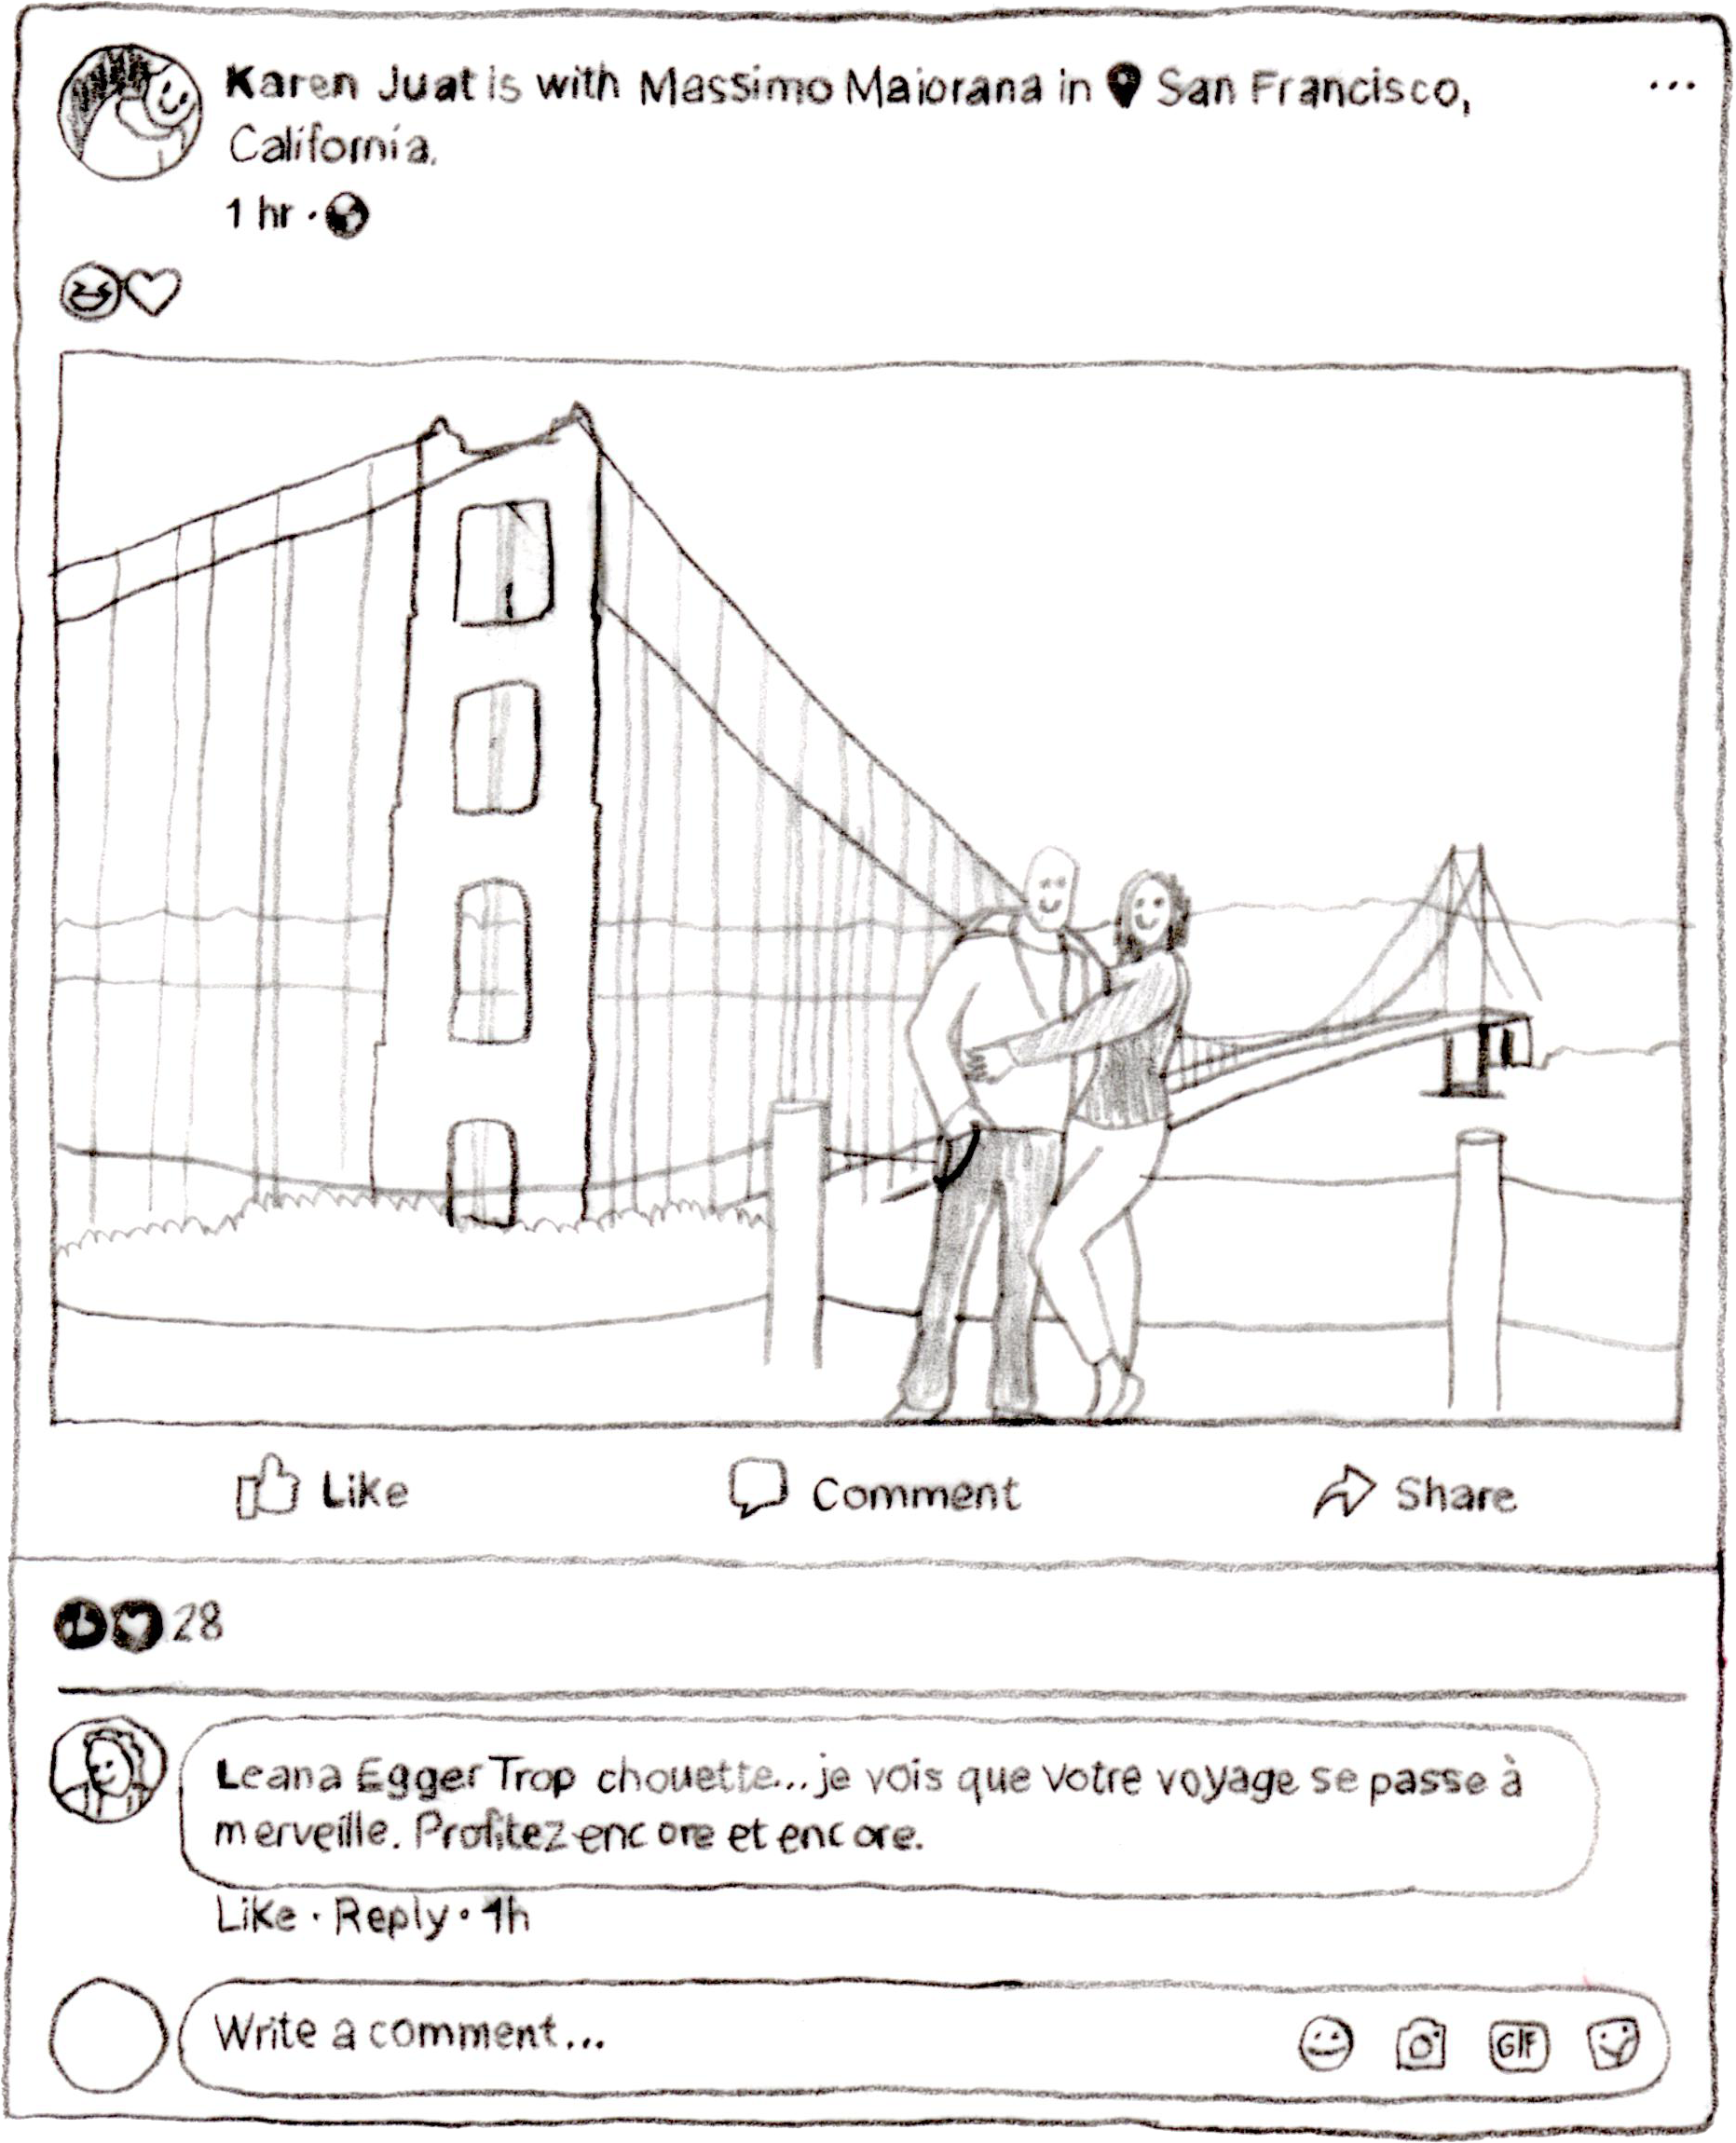 Karen Juat is with Massimo Maiorana in San Francisco,
California.
1 hr ·
...
Like
Comment
Share
28
Leana Egger Trop chouette... je vois que votre voyage se passe à
merveille. Profitez encore et encore.
Like · Reply · 1h
Write a comment...
GIF